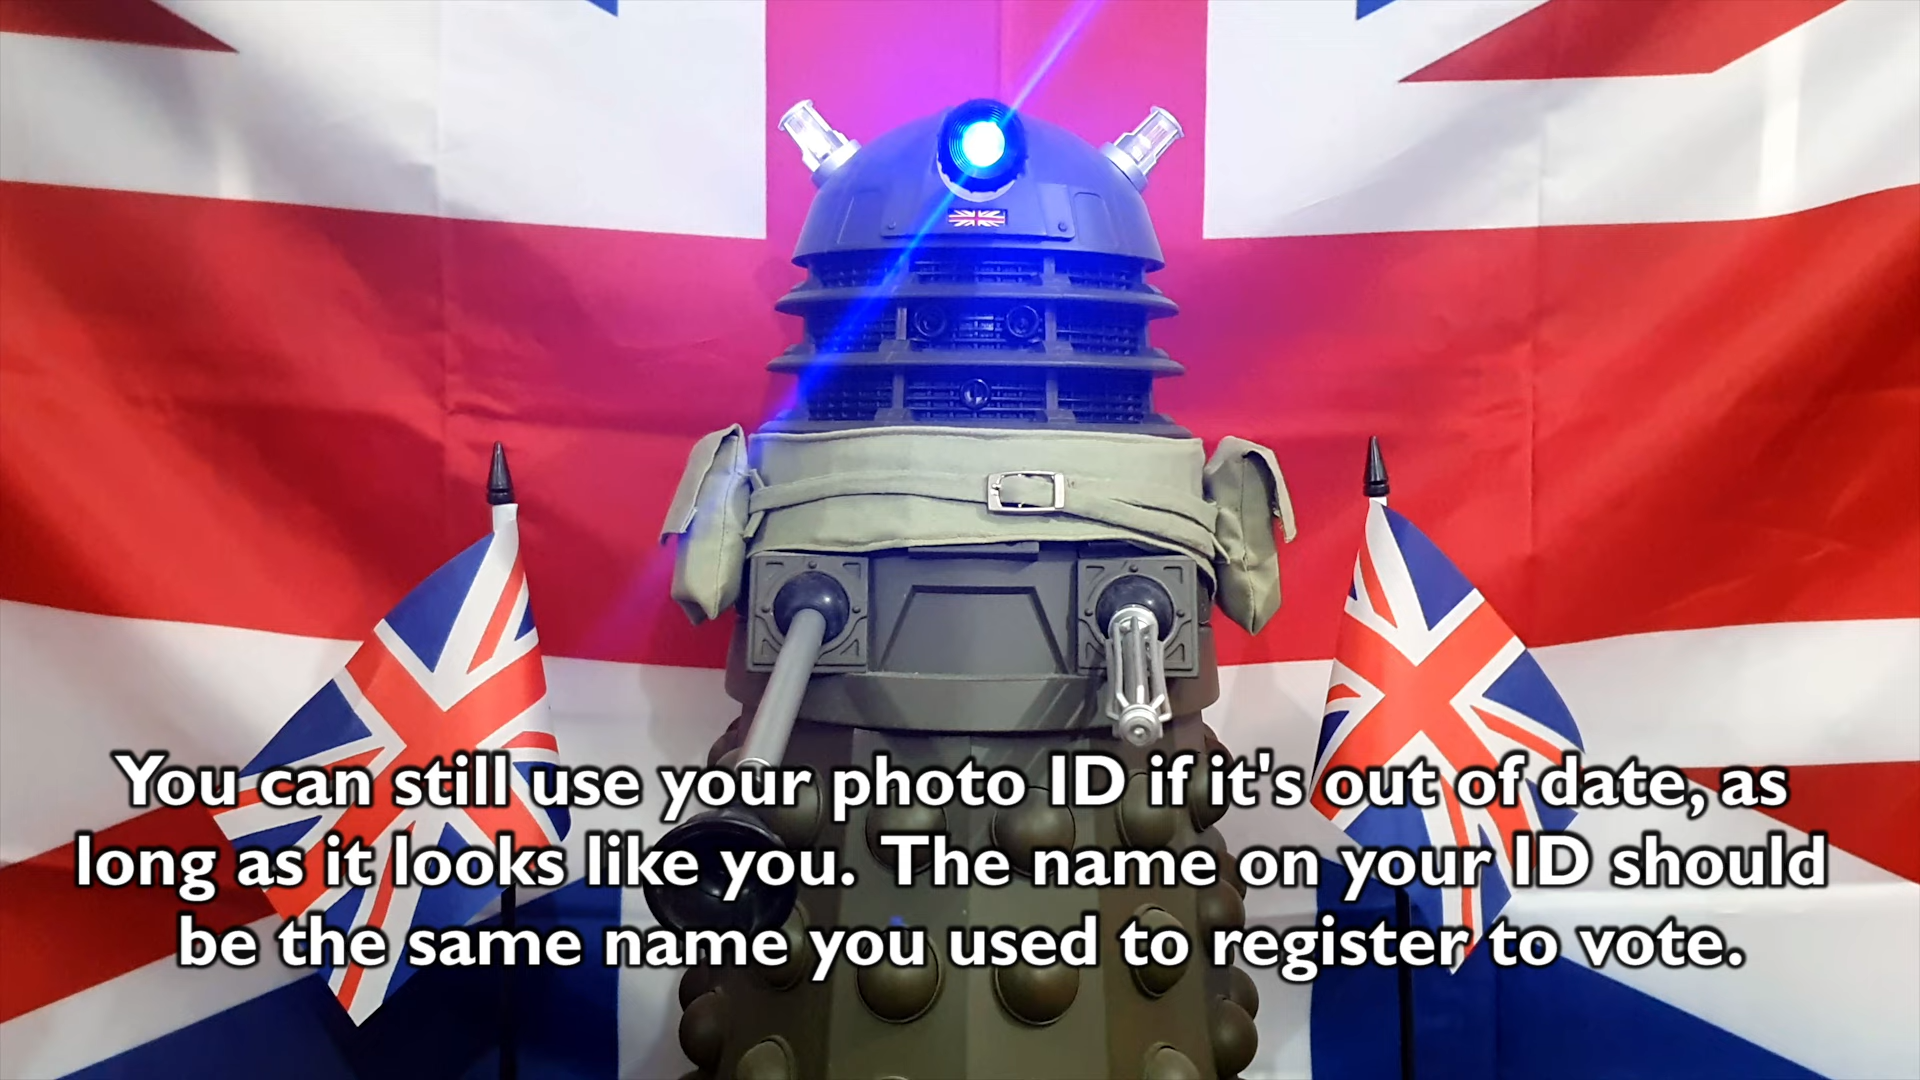 You can still use your photo ID if it's out of date, as
long as it looks like you. The name on your ID should
be the same name you used to register to vote.